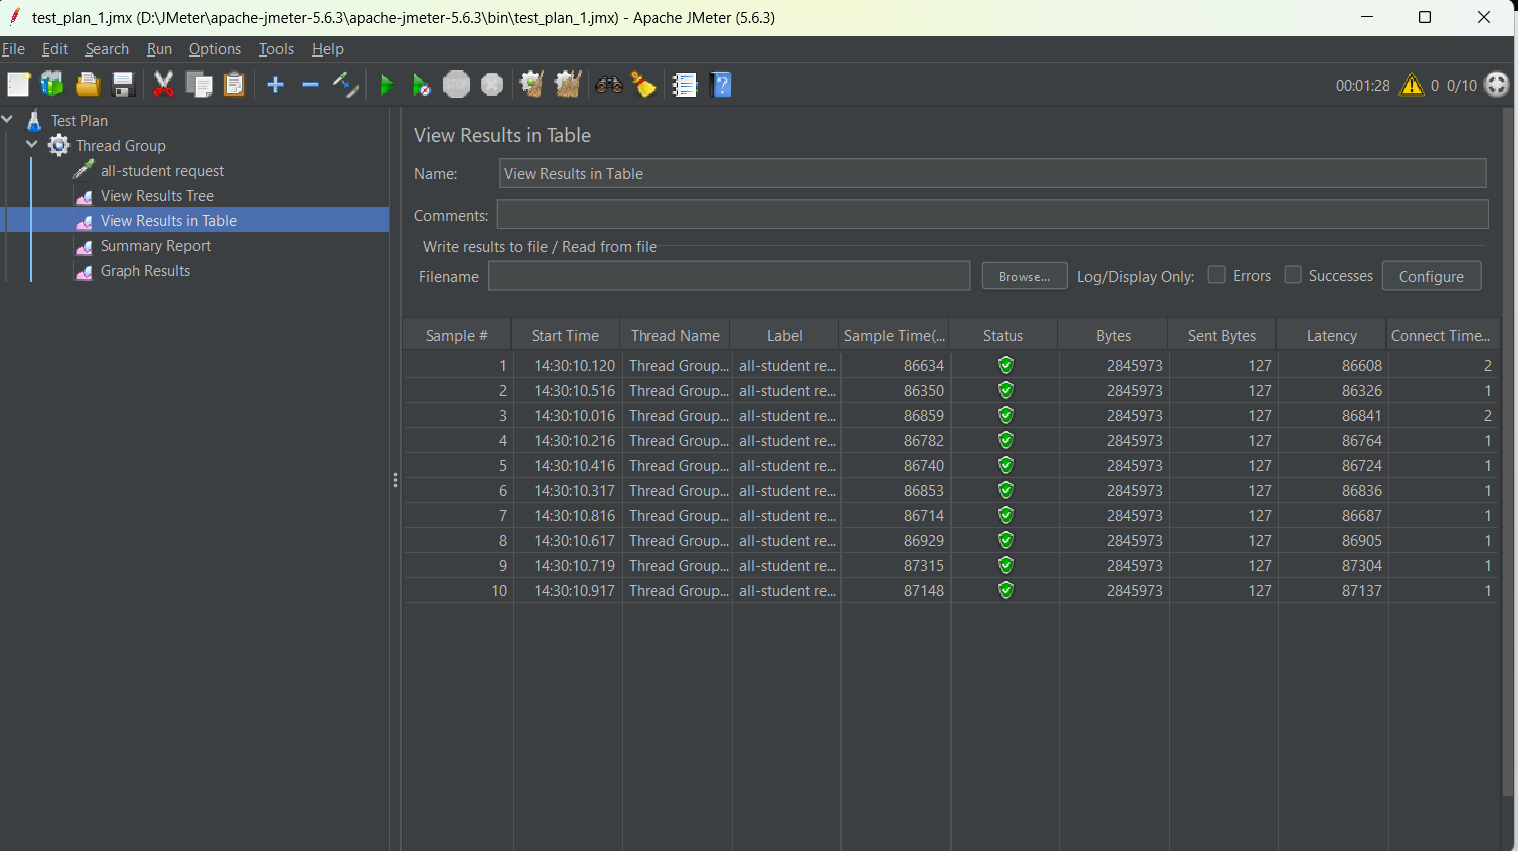 test_plan_1.jmx (D:\JMeter\apache-jmeter-5.6.3\apache-jmeter-5.6.3\bin\test_plan_1.jmx) - Apache JMeter (5.6.3)
File Edit Search Run Options Tools Help
STOP 00:01:28 0 0/10
Test Plan
Thread Group
all-student request
View Results Tree
View Results in Table
Summary Report
Graph Results
View Results in Table
Name: View Results in Table
Comments:
Write results to file / Read from file
Filename Browse... Log/Display Only: Errors Successes Configure
Sample # Start Time Thread Name Label Sample Time(... Status Bytes Sent Bytes Latency Connect Time...
1 14:30:10.120 Thread Group... all-student re... 86634 2845973 127 86608 2
2 14:30:10.516 Thread Group... all-student re... 86350 2845973 127 86326 1
3 14:30:10.016 Thread Group... all-student re... 86859 2845973 127 86841 2
4 14:30:10.216 Thread Group... all-student re... 86782 2845973 127 86764 1
5 14:30:10.416 Thread Group... all-student re... 86740 2845973 127 86724 1
6 14:30:10.317 Thread Group... all-student re... 86853 2845973 127 86836 1
7 14:30:10.816 Thread Group... all-student re... 86714 2845973 127 86687 1
8 14:30:10.617 Thread Group... all-student re... 86929 2845973 127 86905 1
9 14:30:10.719 Thread Group... all-student re... 87315 2845973 127 87304 1
10 14:30:10.917 Thread Group... all-student re... 87148 2845973 127 87137 1